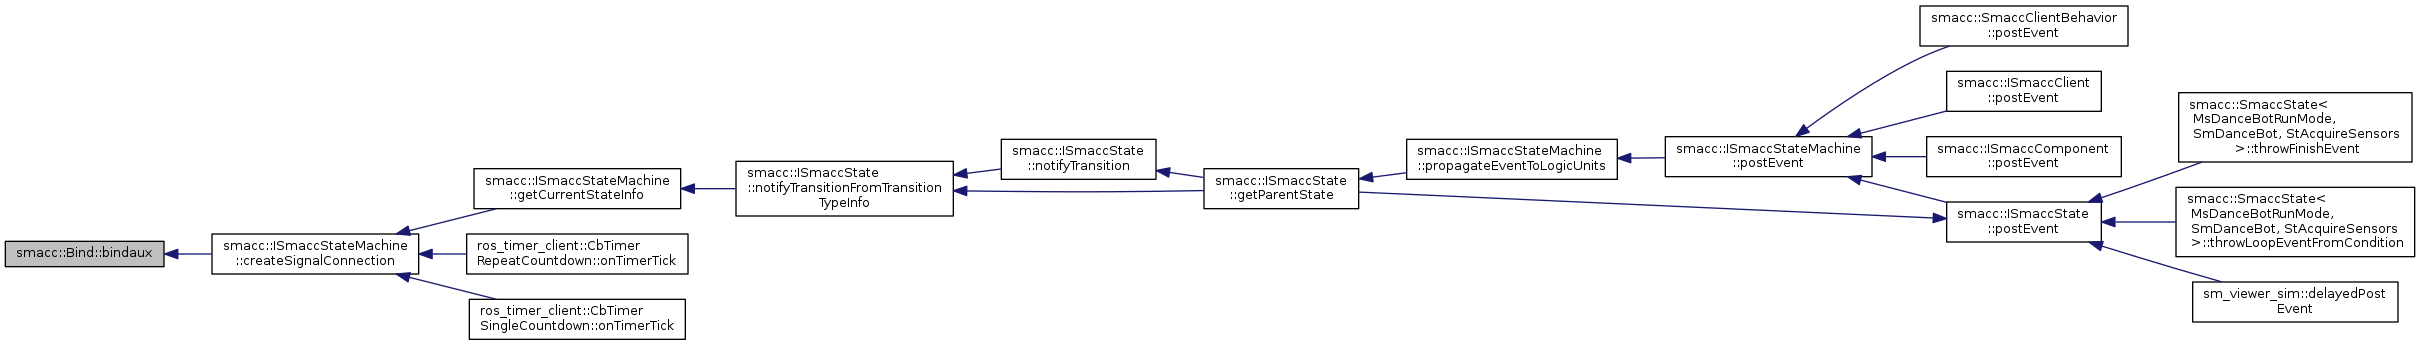 smacc::Bind::bindaux
smacc::ISmaccStateMachine
::createSignalConnection
smacc::ISmaccStateMachine
::getCurrentStateInfo
ros_timer_client::CbTimer
RepeatCountdown::onTimerTick
ros_timer_client::CbTimer
SingleCountdown::onTimerTick
smacc::ISmaccState
::notifyTransitionFromTransition
TypeInfo
smacc::ISmaccState
::notifyTransition
smacc::ISmaccState
::getParentState
smacc::ISmaccStateMachine
::propagateEventToLogicUnits
smacc::ISmaccStateMachine
::postEvent
smacc::SmaccClientBehavior
::postEvent
smacc::ISmaccClient
::postEvent
smacc::ISmaccComponent
::postEvent
smacc::ISmaccState
::postEvent
smacc::SmaccState<
MsDanceBotRunMode,
SmDanceBot, StAcquireSensors
>::throwFinishEvent
smacc::SmaccState<
MsDanceBotRunMode,
SmDanceBot, StAcquireSensors
>::throwLoopEventFromCondition
sm_viewer_sim::delayedPost
Event